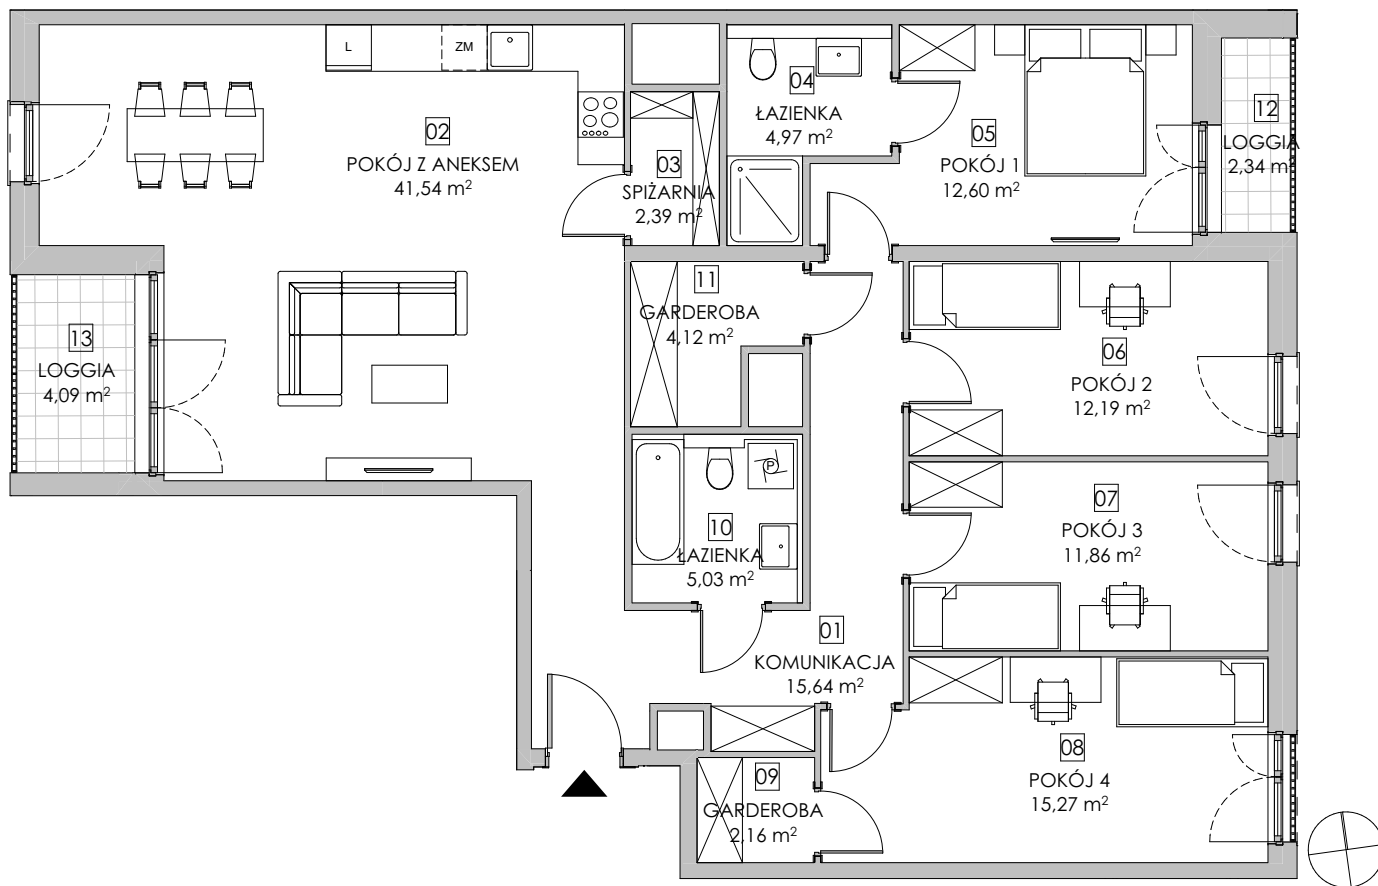 L
ZM
02
POKÓJ Z ANEKSEM
41,54 m²
03
SPIŻARNIA
2,39 m²
04
ŁAZIENKA
4,97 m²
05
POKÓJ 1
12,60 m²
12
LOGGIA
2,34 m²
13
LOGGIA
4,09 m²
11
GARDEROBA
4,12 m²
06
POKÓJ 2
12,19 m²
P
10
ŁAZIENKA
5,03 m²
07
POKÓJ 3
11,86 m²
01
KOMUNIKACJA
15,64 m²
08
POKÓJ 4
15,27 m²
09
GARDEROBA
2,16 m²